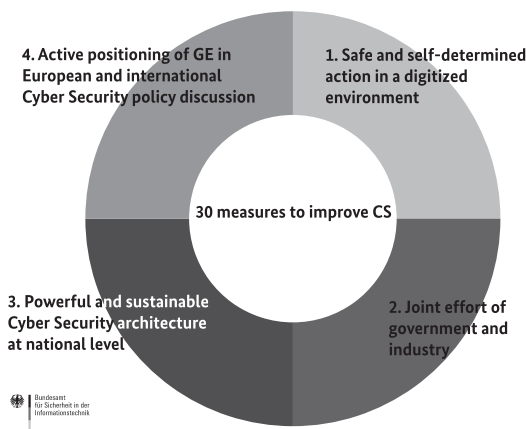 4. Active positioning of GE in
European and international
Cyber Security policy discussion
1. Safe and self-determined
action in a digitized
environment
30 measures to improve CS
3. Powerful and sustainable
Cyber Security architecture
at national level
2. Joint effort of
government and
industry
Bundesamt
für Sicherheit in der
Informationstechnik